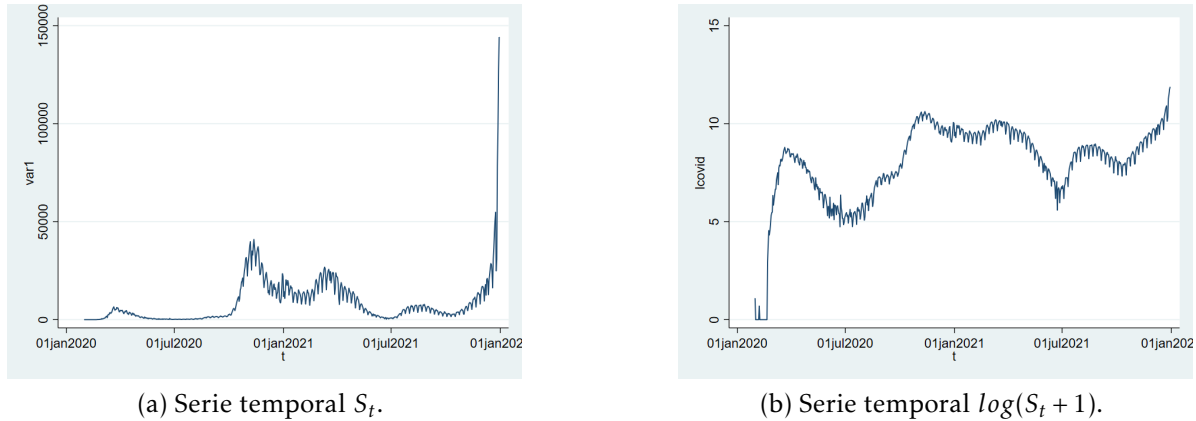 150000
100000
50000
0
var1
01jan2020
01jul2020
01jan2021
01jul2021
01jan202
t
(a) Serie temporal S_t.
15
10
5
0
lcovid
01jan2020
01jul2020
01jan2021
01jul2021
01jan202
t
(b) Serie temporal log(S_t + 1).